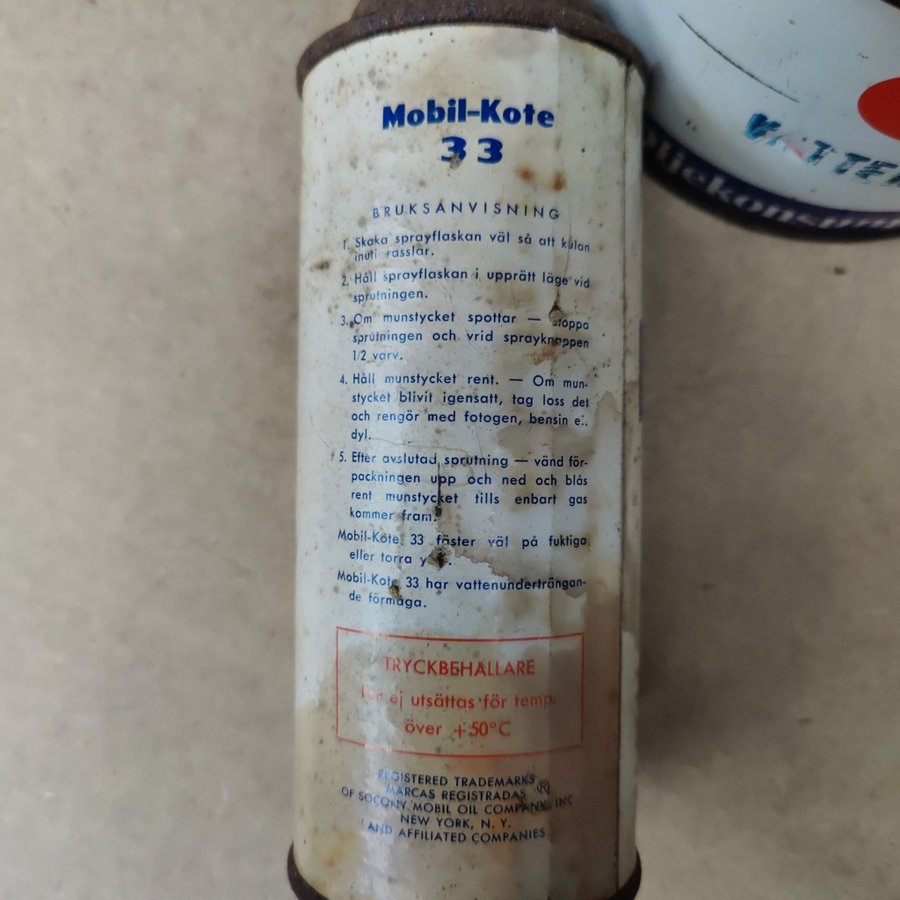 Mobil-Kote
33
BRUKSANVISNING
1. Skaka sprayflaskan väl så att kulan
inuti rasslar.
2. Håll sprayflaskan i upprätt läge vid
sprutningen.
3. Om munstycket spottar — stoppa
sprutningen och vrid sprayknappen
1/2 varv.
4. Håll munstycket rent. — Om mun-
stycket blivit igensatt, tag loss det
och rengör med fotogen, bensin
dyl.
5. Efter avslutad sprutning — vänd för-
packningen upp och ned och blås
rent munstycket tills enbart gas
kommer fram.
Mobil-Kote 33 fäster väl på fuktiga
eller torra
Mobil-Kote 33 har vattenunderträngan-
de förmåga.
TRYCKBEHÅLLARE
får ej utsättas för temp.
över +50°C
REGISTERED TRADEMARKS
MARCAS REGISTRADAS ®
OF SOCONY MOBIL OIL COMPANY, INC
NEW YORK, N. Y.
AND AFFILIATED COMPANIES